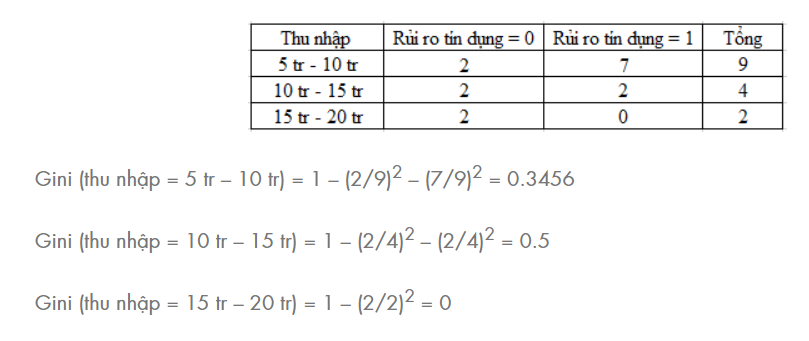 Thu nhập Rủi ro tín dụng = 0 Rủi ro tín dụng = 1 Tổng
5 tr - 10 tr 2 7 9
10 tr - 15 tr 2 2 4
15 tr - 20 tr 2 0 2
Gini (thu nhập = 5 tr – 10 tr) = 1 – (2/9)² – (7/9)² = 0.3456
Gini (thu nhập = 10 tr – 15 tr) = 1 – (2/4)² – (2/4)² = 0.5
Gini (thu nhập = 15 tr – 20 tr) = 1 – (2/2)² = 0